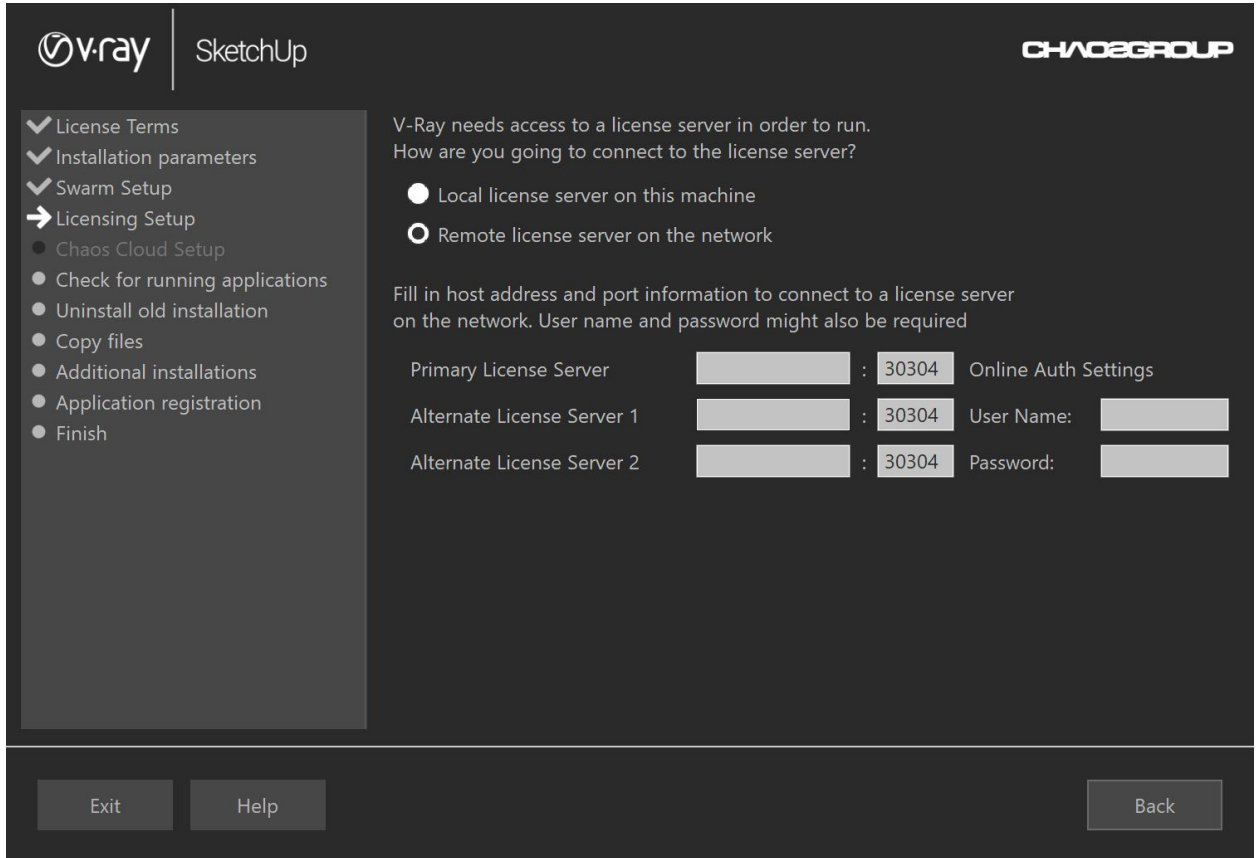 v·ray
SketchUp
CHAOSGROUP
License Terms
Installation parameters
Swarm Setup
Licensing Setup
Chaos Cloud Setup
Check for running applications
Uninstall old installation
Copy files
Additional installations
Application registration
Finish
V-Ray needs access to a license server in order to run.
How are you going to connect to the license server?
Local license server on this machine
Remote license server on the network
Fill in host address and port information to connect to a license server
on the network. User name and password might also be required
Primary License Server : 30304 Online Auth Settings
Alternate License Server 1 : 30304 User Name:
Alternate License Server 2 : 30304 Password:
Exit Help Back